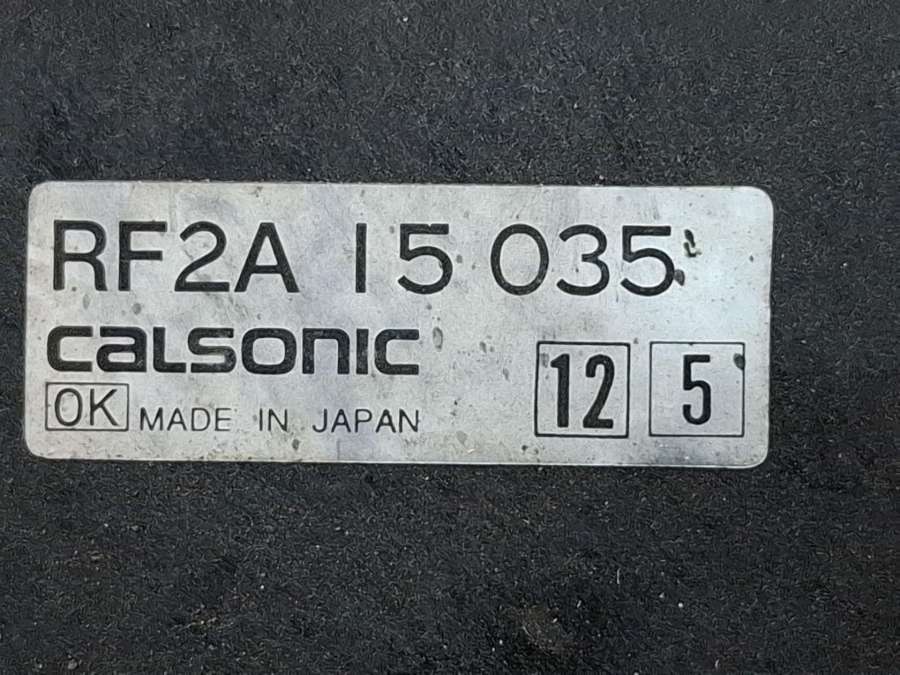 RF2A 15 035
calsonic
OK MADE IN JAPAN
12 5